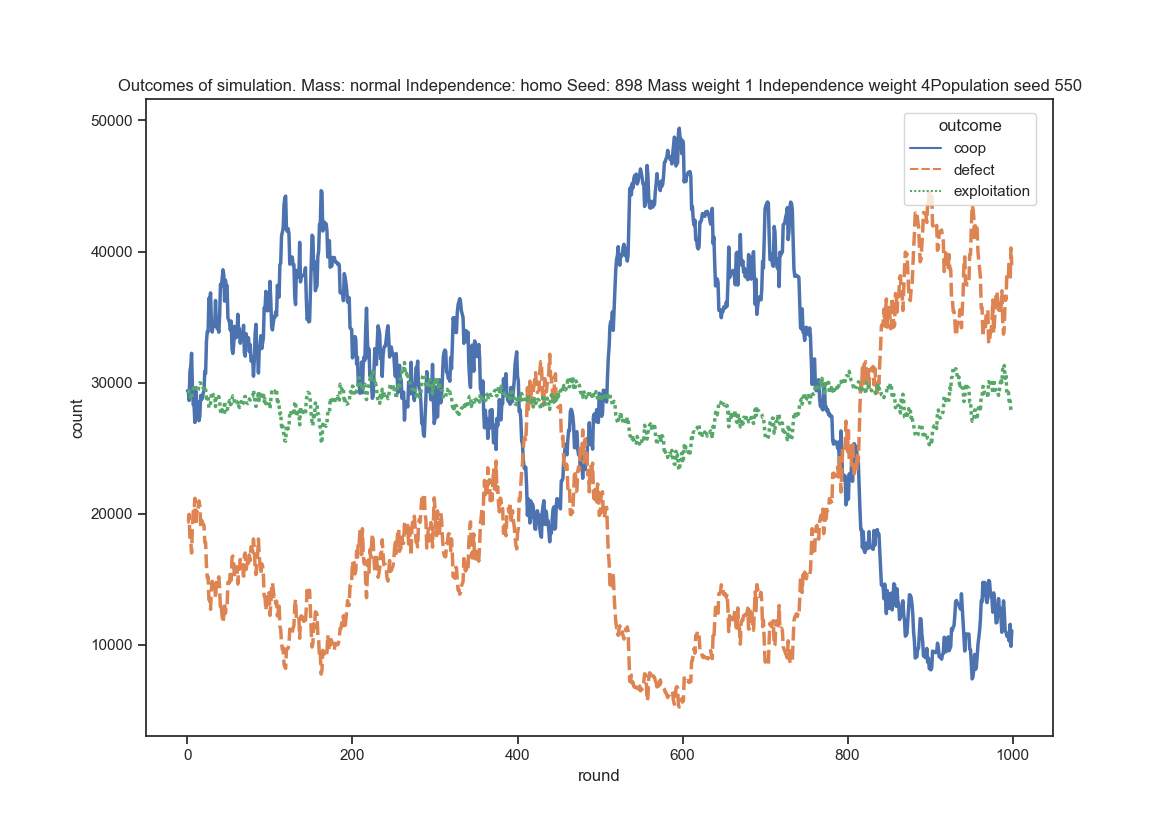 Outcomes of simulation. Mass: normal Independence: homo Seed: 898 Mass weight 1 Independence weight 4Population seed 550
50000
40000
30000
20000
10000
count
outcome
coop
defect
exploitation
0
200
400
600
800
1000
round